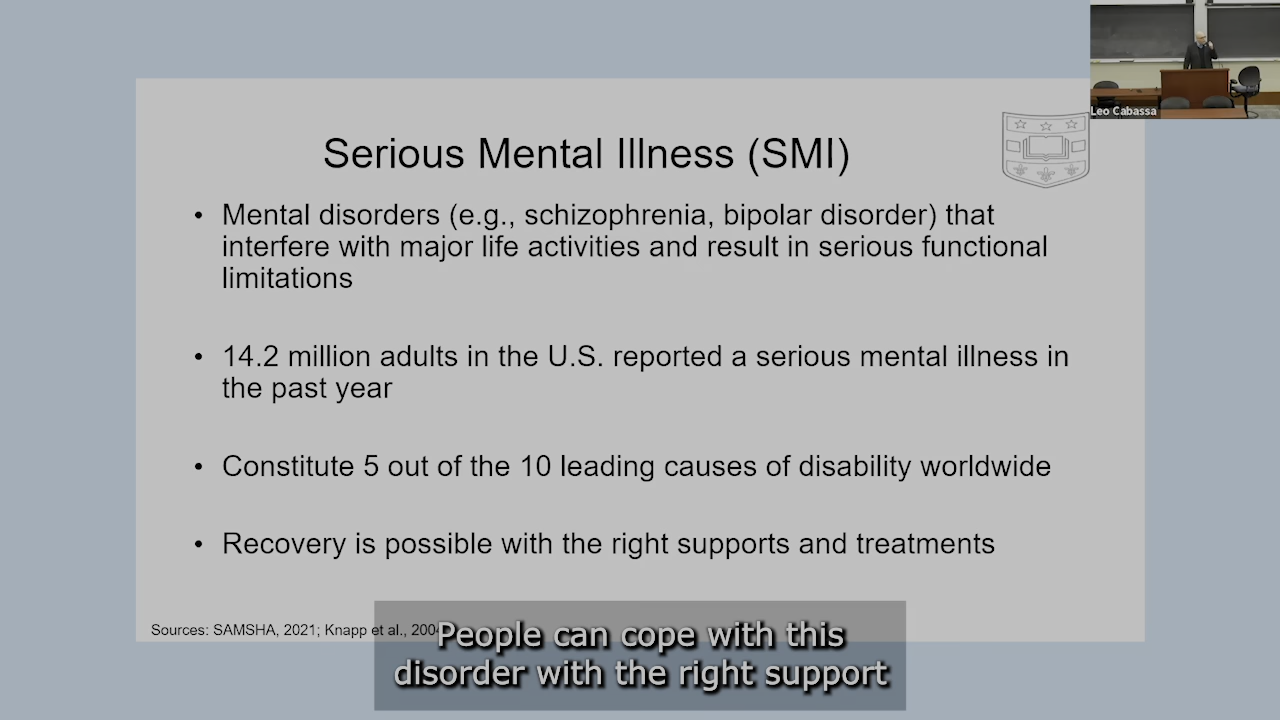 Leo Cabassa
Serious Mental Illness (SMI)
• Mental disorders (e.g., schizophrenia, bipolar disorder) that
interfere with major life activities and result in serious functional
limitations
• 14.2 million adults in the U.S. reported a serious mental illness in
the past year
• Constitute 5 out of the 10 leading causes of disability worldwide
• Recovery is possible with the right supports and treatments
Sources: SAMSHA, 2021; Knapp et al., 2004
People can cope with this
disorder with the right support